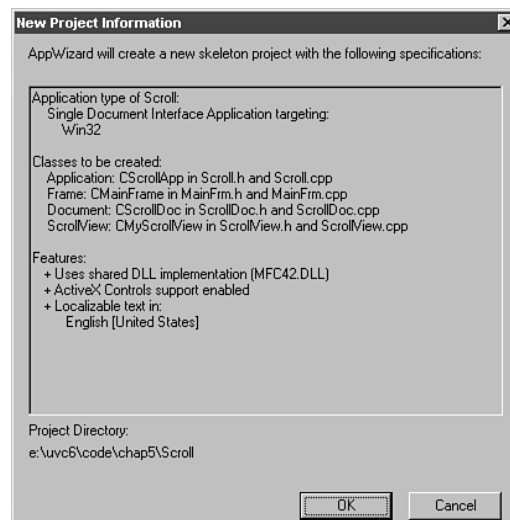 New Project Information
AppWizard will create a new skeleton project with the following specifications:
Application type of Scroll:
Single Document Interface Application targeting:
Win32
Classes to be created:
Application: CScrollApp in Scroll.h and Scroll.cpp
Frame: CMainFrame in MainFrm.h and MainFrm.cpp
Document: CScrollDoc in ScrollDoc.h and ScrollDoc.cpp
ScrollView: CMyScrollView in ScrollView.h and ScrollView.cpp
Features:
+ Uses shared DLL implementation (MFC42.DLL)
+ ActiveX Controls support enabled
+ Localizable text in:
English [United States]
Project Directory:
e:\uvc6\code\chap5\Scroll
OK Cancel